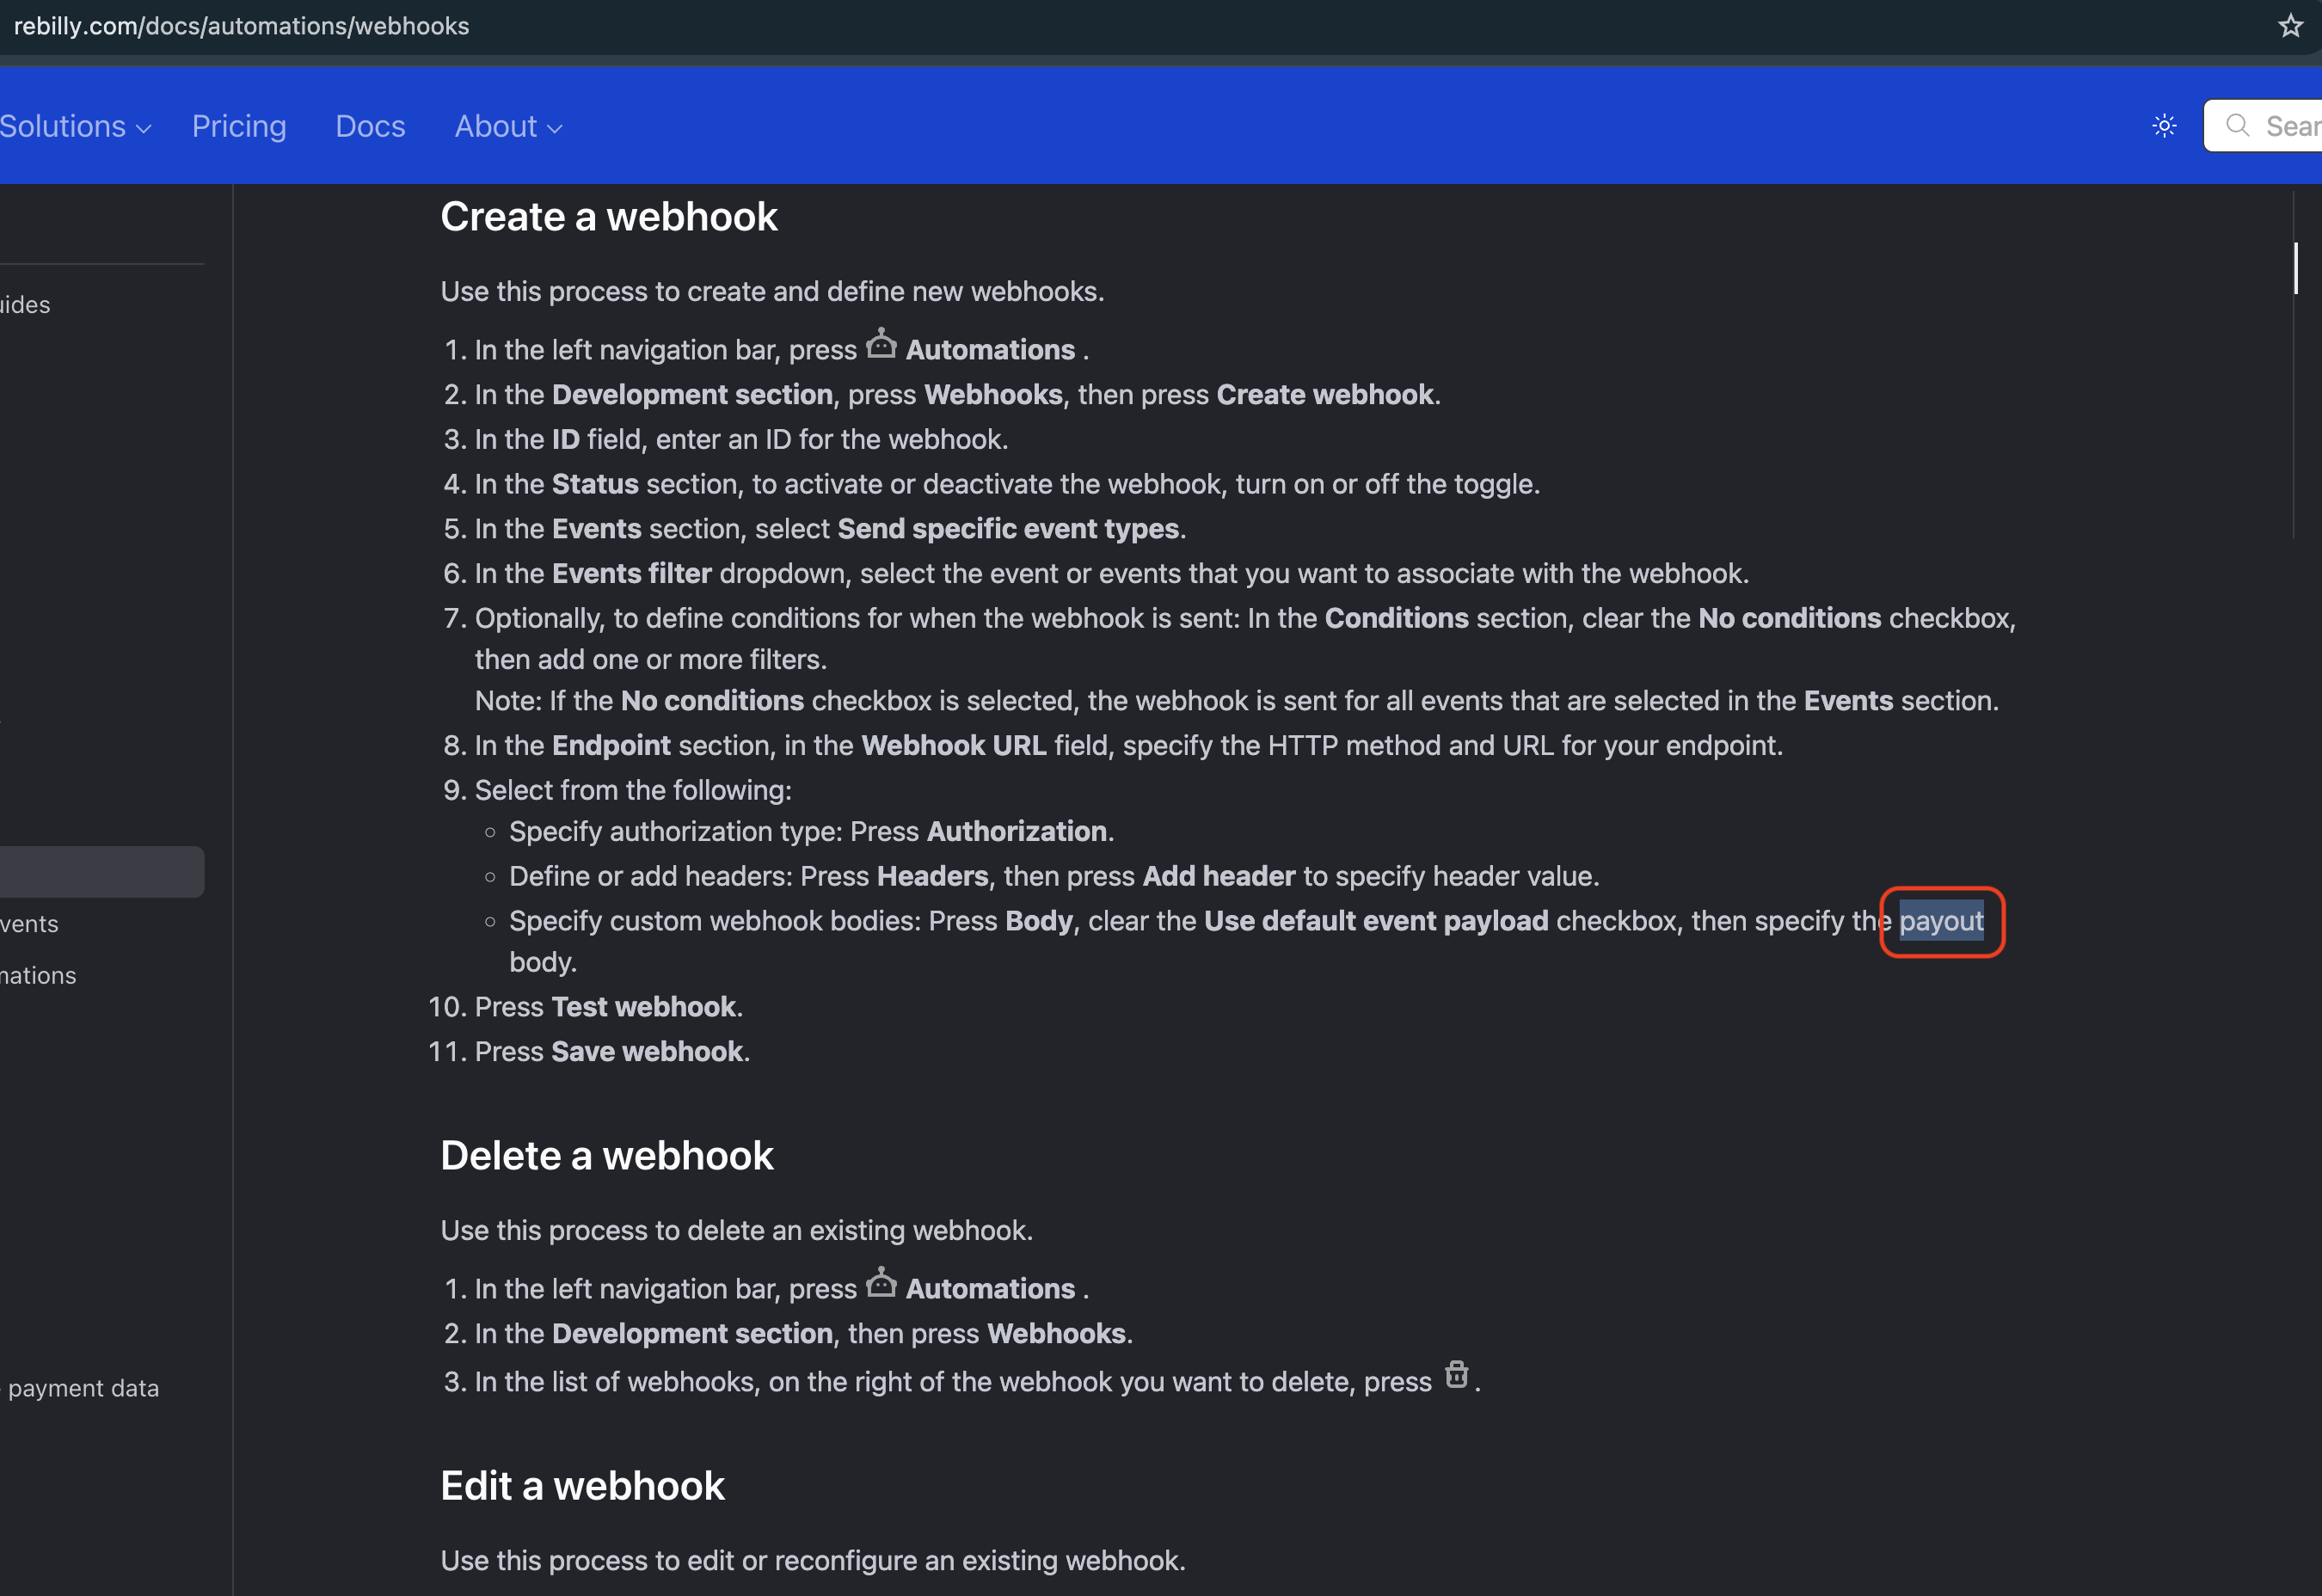 rebilly.com/docs/automations/webhooks
Solutions Pricing Docs About
Create a webhook
Use this process to create and define new webhooks.
1. In the left navigation bar, press Automations .
2. In the Development section, press Webhooks, then press Create webhook.
3. In the ID field, enter an ID for the webhook.
4. In the Status section, to activate or deactivate the webhook, turn on or off the toggle.
5. In the Events section, select Send specific event types.
6. In the Events filter dropdown, select the event or events that you want to associate with the webhook.
7. Optionally, to define conditions for when the webhook is sent: In the Conditions section, clear the No conditions checkbox,
then add one or more filters.
Note: If the No conditions checkbox is selected, the webhook is sent for all events that are selected in the Events section.
8. In the Endpoint section, in the Webhook URL field, specify the HTTP method and URL for your endpoint.
9. Select from the following:
Specify authorization type: Press Authorization.
Define or add headers: Press Headers, then press Add header to specify header value.
Specify custom webhook bodies: Press Body, clear the Use default event payload checkbox, then specify the payout
body.
10. Press Test webhook.
11. Press Save webhook.
Delete a webhook
Use this process to delete an existing webhook.
1. In the left navigation bar, press Automations .
2. In the Development section, then press Webhooks.
3. In the list of webhooks, on the right of the webhook you want to delete, press .
payment data
Edit a webhook
Use this process to edit or reconfigure an existing webhook.